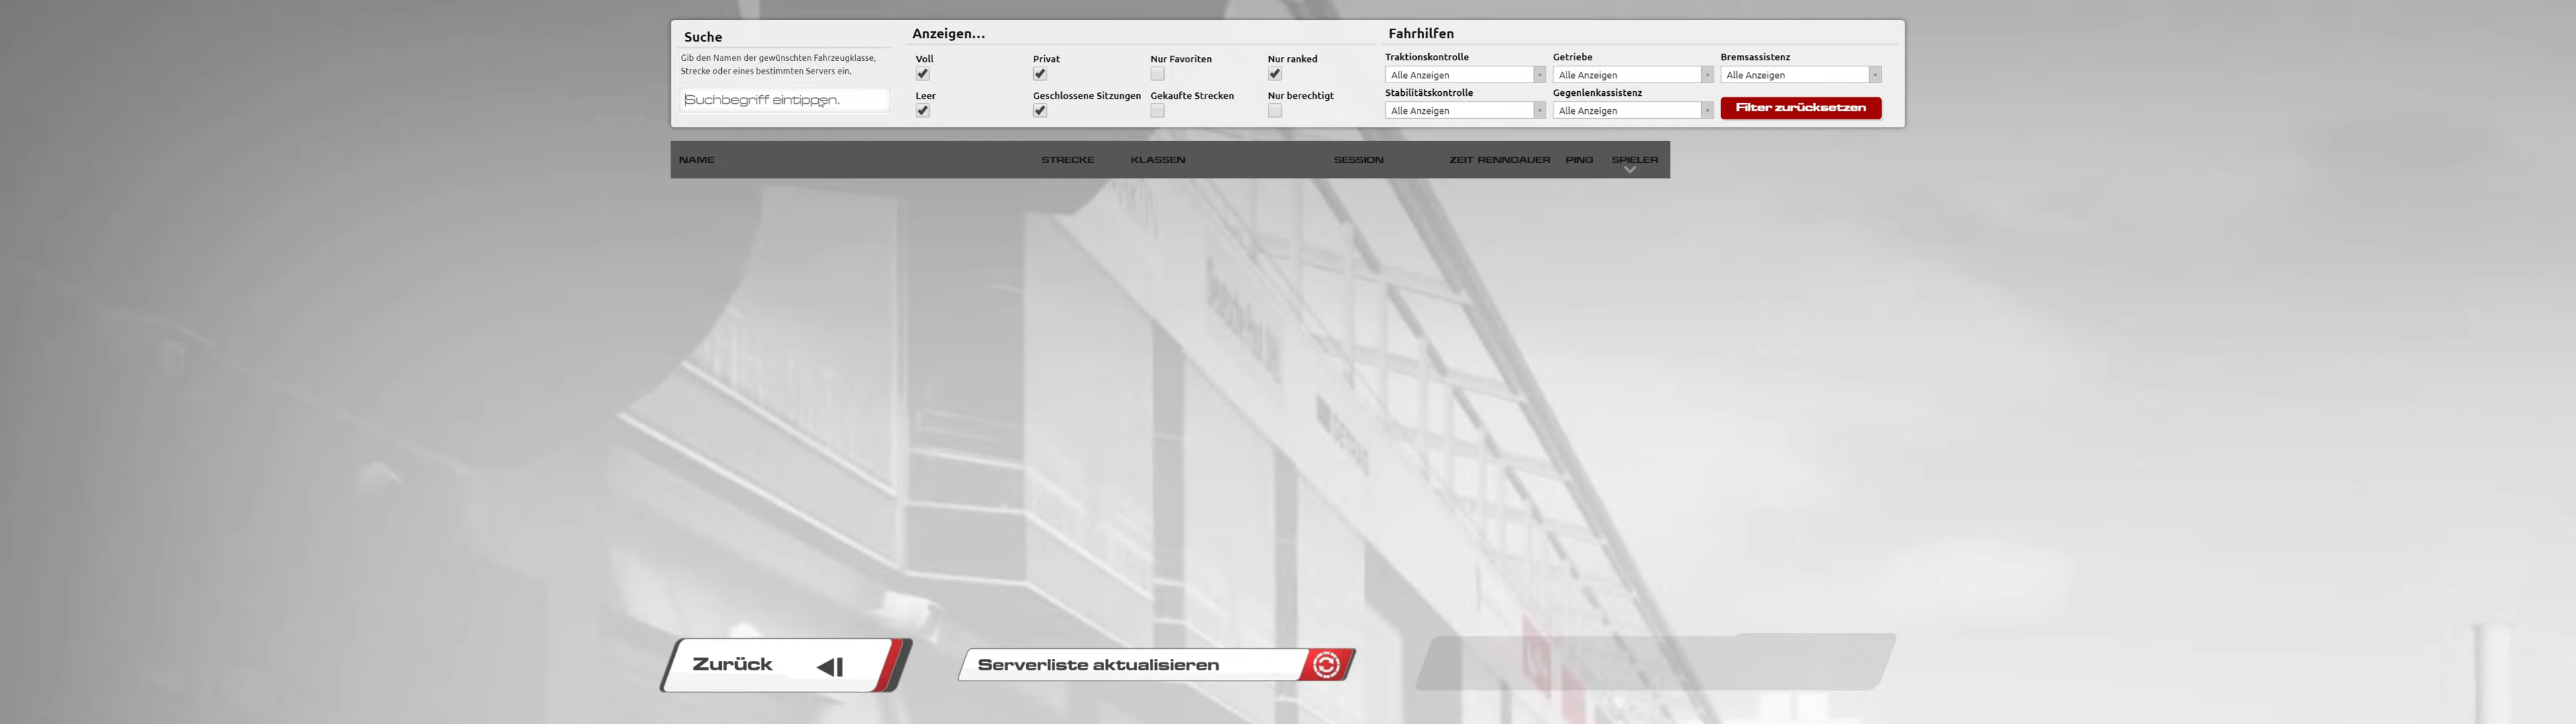 Suche
Gib den Namen der gewünschten Fahrzeugklasse,
Strecke oder eines bestimmten Servers ein.
Suchbegriff eintippen.
Anzeigen...
Voll
Privat
Nur Favoriten
Nur ranked
Leer
Geschlossene Sitzungen
Gekaufte Strecken
Nur berechtigt
Fahrhilfen
Traktionskontrolle
Getriebe
Bremsassistenz
Alle Anzeigen
Alle Anzeigen
Alle Anzeigen
Stabilitätskontrolle
Gegenlenkassistenz
Alle Anzeigen
Alle Anzeigen
Filter zurücksetzen
NAME STRECKE KLASSEN SESSION ZEIT RENNDAUER PING SPIELER
Zurück
Serverliste aktualisieren